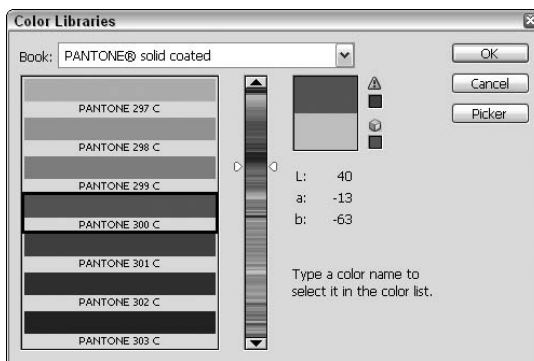 Color Libraries
Book: PANTONE® solid coated
OK
Cancel
Picker
PANTONE 297 C
PANTONE 298 C
PANTONE 299 C
PANTONE 300 C
PANTONE 301 C
PANTONE 302 C
PANTONE 303 C
L: 40
a: -13
b: -63
Type a color name to
select it in the color list.